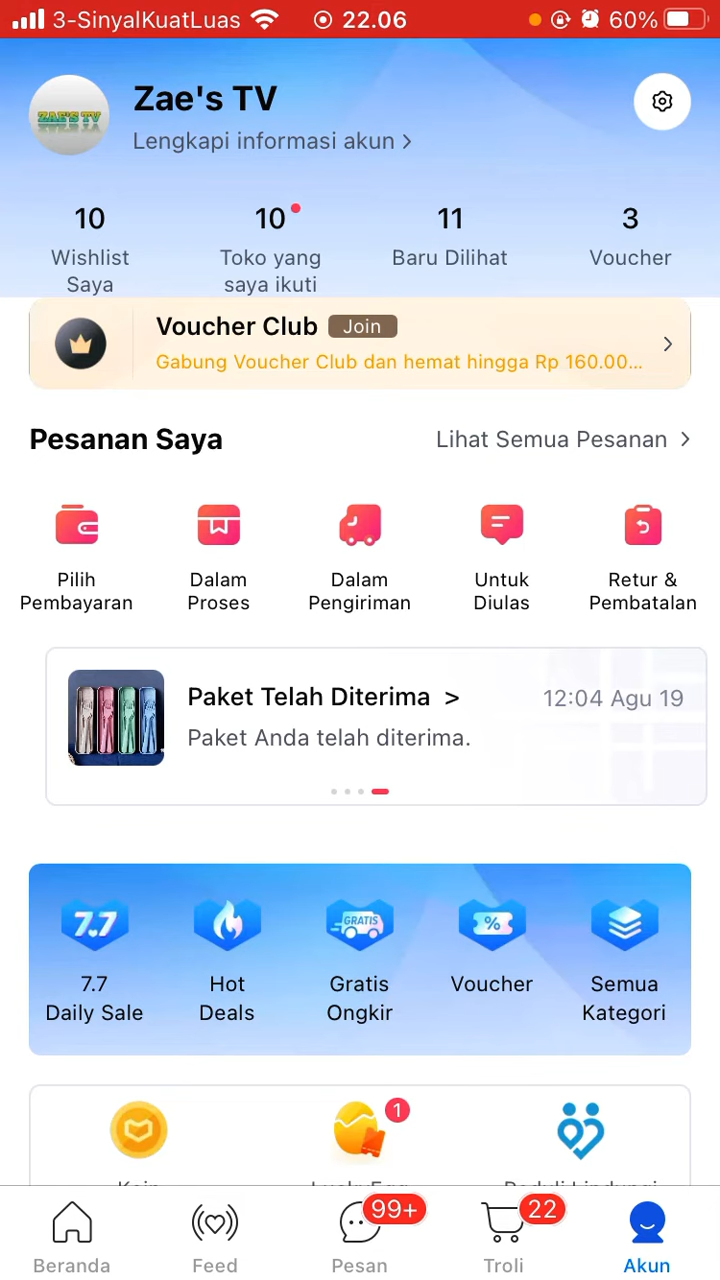 3-SinyalKuatLuas 22.06 60%
Zae's TV
ZAE'S TV
Lengkapi informasi akun >
10 10 11 3
Wishlist Saya
Toko yang saya ikuti
Baru Dilihat
Voucher
Voucher Club Join
Gabung Voucher Club dan hemat hingga Rp 160.00...
Pesanan Saya Lihat Semua Pesanan >
Pilih Pembayaran
Dalam Proses
Dalam Pengiriman
Untuk Diulas
Retur & Pembatalan
Paket Telah Diterima > 12:04 Agu 19
Paket Anda telah diterima.
7.7
GRATIS
%
7.7 Daily Sale
Hot Deals
Gratis Ongkir
Voucher
Semua Kategori
1
99+ 22
Beranda Feed Pesan Troli Akun